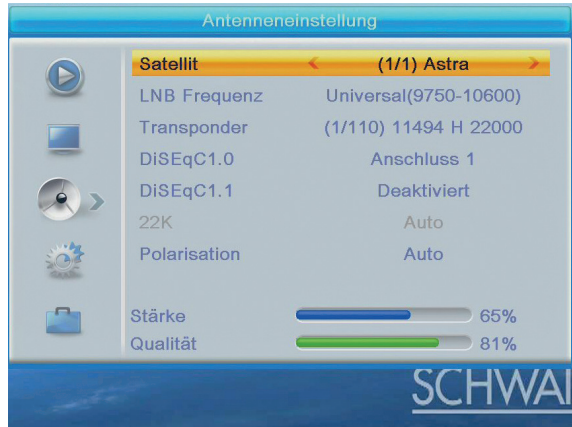 Antenneneinstellung
Satellit < (1/1) Astra >
LNB Frequenz Universal(9750-10600)
Transponder (1/110) 11494 H 22000
DiSEqC1.0 Anschluss 1
DiSEqC1.1 Deaktiviert
22K Auto
Polarisation Auto
Stärke 65%
Qualität 81%
SCHWAI